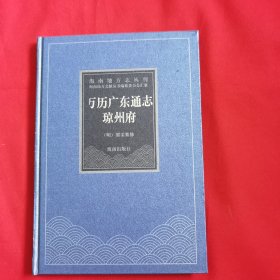 海南地方志丛刊
万历广东通志
琼州府
（明）郭棐纂修
海南出版社